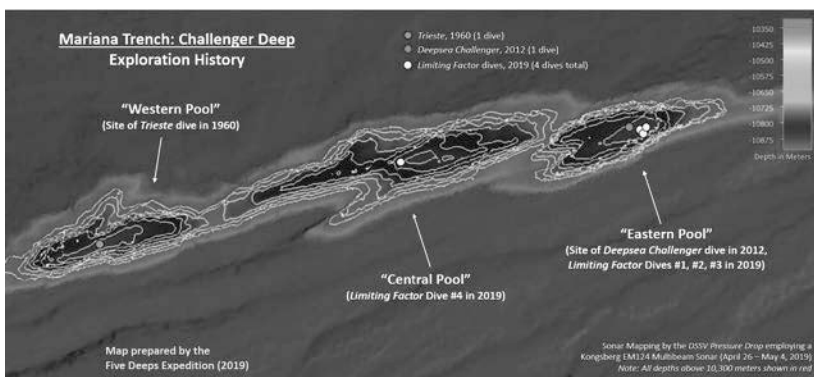 Mariana Trench: Challenger Deep
Exploration History
Trieste, 1960 (1 dive)
Deepsea Challenger, 2012 (1 dive)
Limiting Factor dives, 2019 (4 dives total)
-10350
-10425
-10500
-10575
-10650
-10725
-10800
-10875
Depth in Meters
"Western Pool"
(Site of Trieste dive in 1960)
"Eastern Pool"
(Site of Deepsea Challenger dive in 2012,
Limiting Factor Dives #1, #2, #3 in 2019)
"Central Pool"
(Limiting Factor Dive #4 in 2019)
Map prepared by the
Five Deeps Expedition (2019)
Sonar Mapping by the DSSV Pressure Drop employing a
Kongsberg EM124 Multibeam Sonar (April 26 – May 4, 2019)
Note: All depths above 10,300 meters shown in red